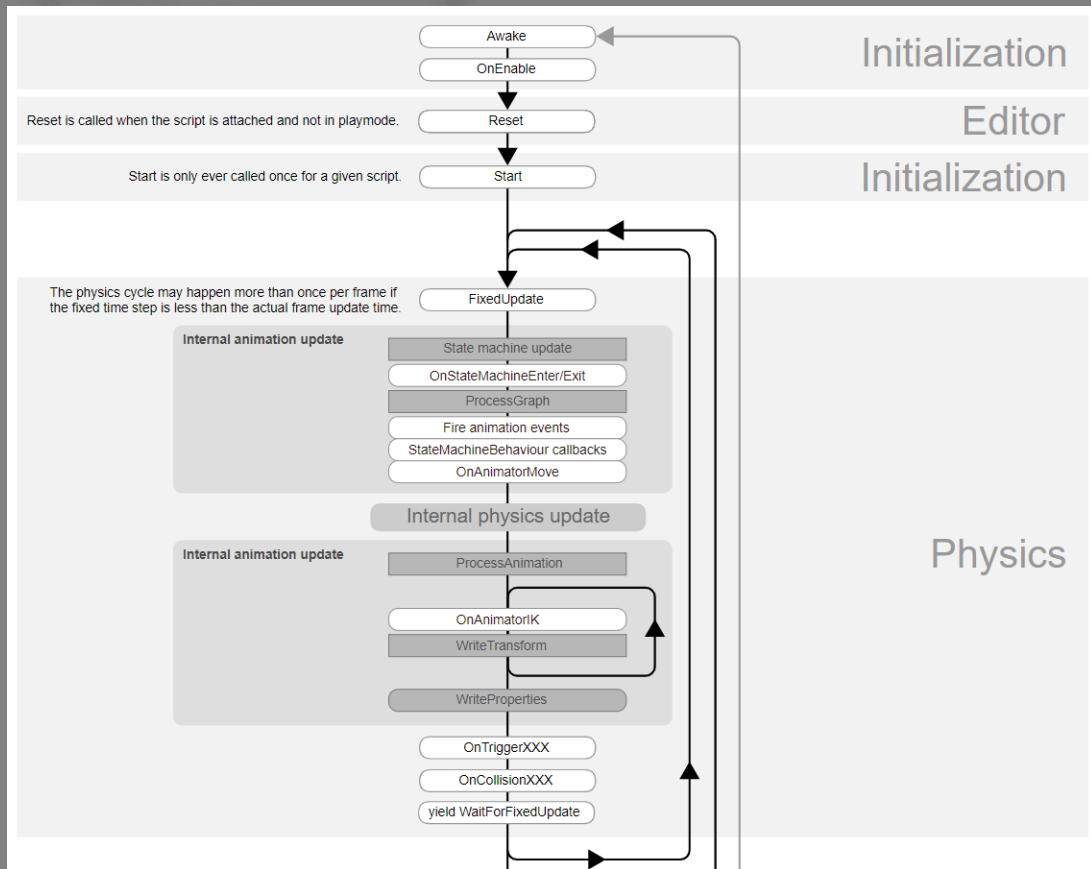 Awake
Initialization
OnEnable
Reset is called when the script is attached and not in playmode.
Reset
Editor
Start is only ever called once for a given script.
Start
Initialization
The physics cycle may happen more than once per frame if
the fixed time step is less than the actual frame update time.
FixedUpdate
Internal animation update
State machine update
OnStateMachineEnter/Exit
ProcessGraph
Fire animation events
StateMachineBehaviour callbacks
OnAnimatorMove
Internal physics update
Physics
Internal animation update
ProcessAnimation
OnAnimatorIK
WriteTransform
WriteProperties
OnTriggerXXX
OnCollisionXXX
yield WaitForFixedUpdate